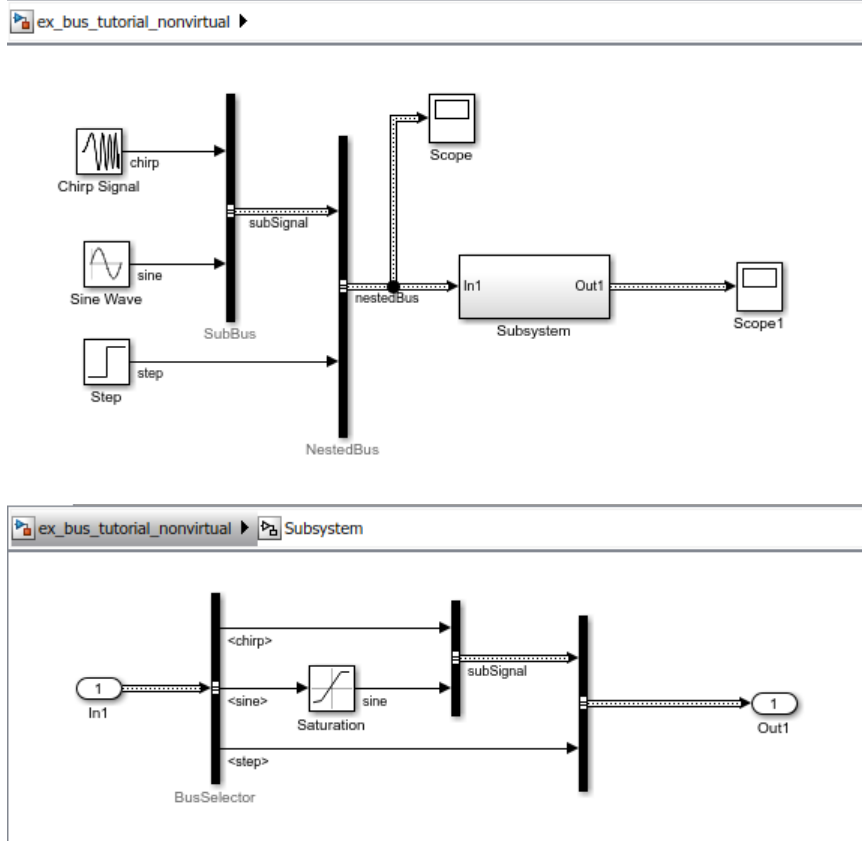 ex_bus_tutorial_nonvirtual
Scope
chirp
Chirp Signal
subSignal
sine
Sine Wave
In1
Out1
nestedBus
Subsystem
Scope1
SubBus
step
Step
NestedBus
ex_bus_tutorial_nonvirtual Subsystem
<chirp>
subSignal
1
In1
<sine>
sine
Saturation
1
Out1
<step>
BusSelector